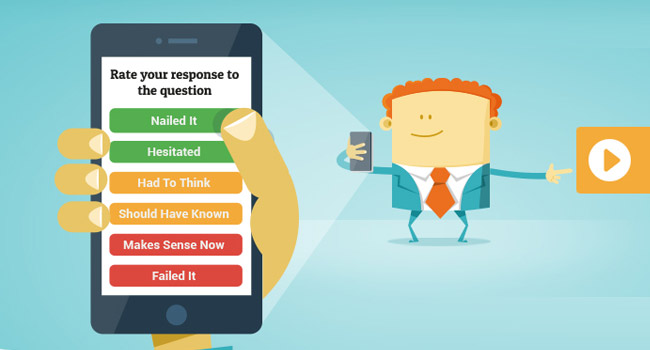 Rate your response to
the question
Nailed It
Hesitated
Had To Think
Should Have Known
Makes Sense Now
Failed It